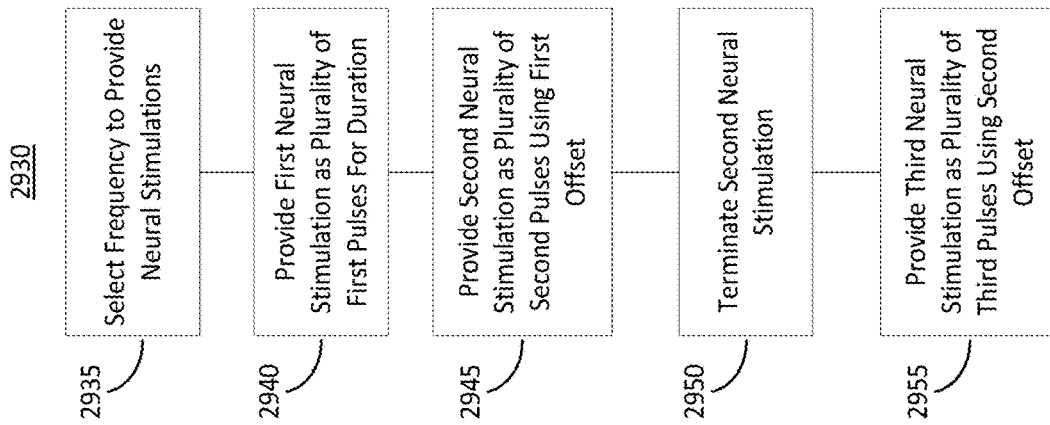 2930
2935
Select Frequency to Provide
Neural Stimulations
2940
Provide First Neural
Stimulation as Plurality of
First Pulses For Duration
2945
Provide Second Neural
Stimulation as Plurality of
Second Pulses Using First
Offset
2950
Terminate Second Neural
Stimulation
2955
Provide Third Neural
Stimulation as Plurality of
Third Pulses Using Second
Offset